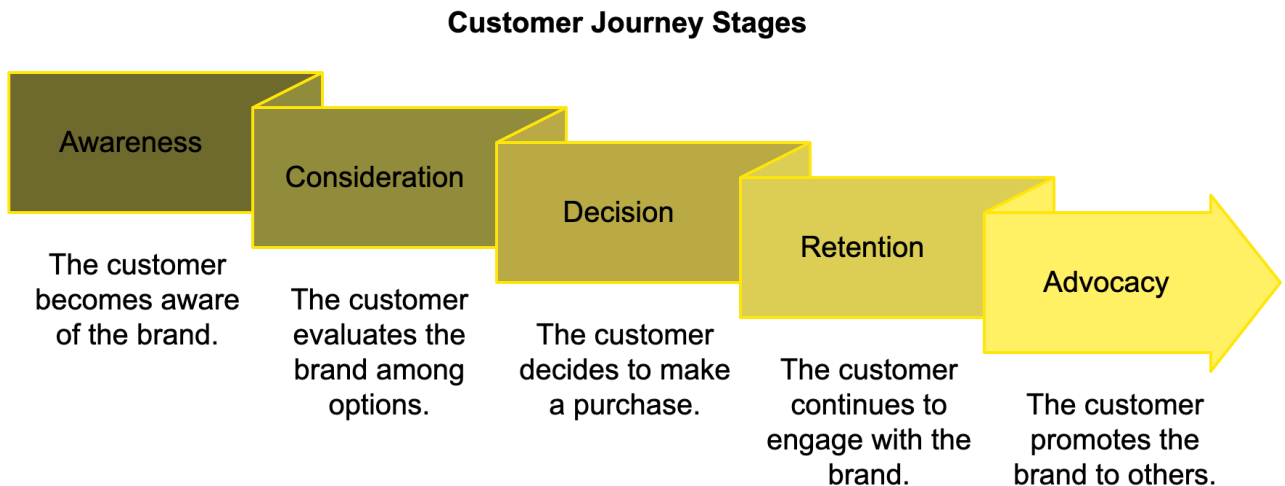 Customer Journey Stages
Awareness
The customer
becomes aware
of the brand.
Consideration
The customer
evaluates the
brand among
options.
Decision
The customer
decides to make
a purchase.
Retention
The customer
continues to
engage with the
brand.
Advocacy
The customer
promotes the
brand to others.